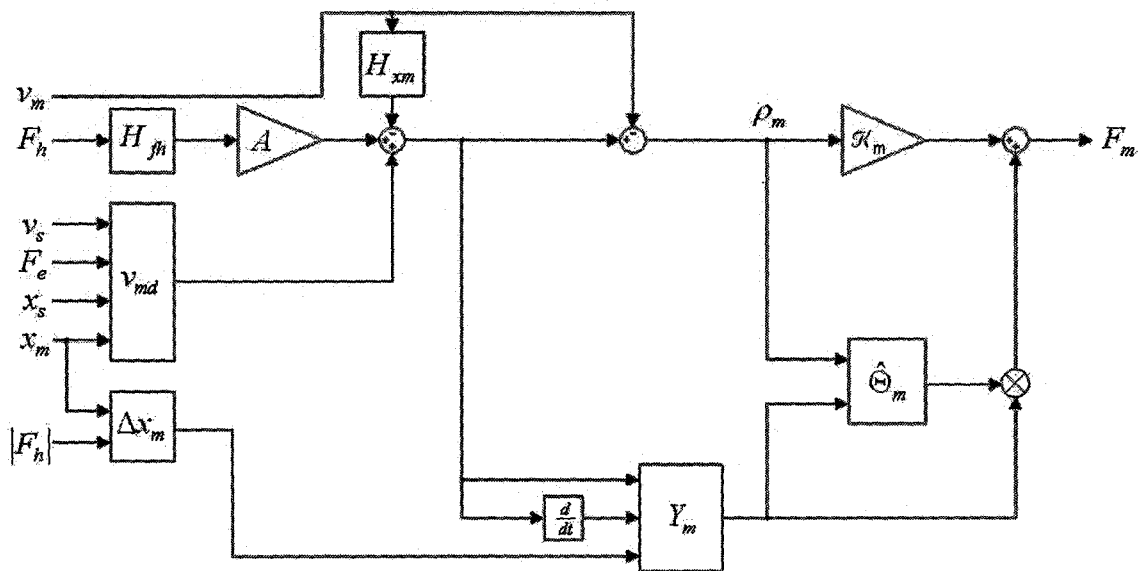 H_xm
v_m
F_h H_fh A ρ_m 𝒦_m F_m
v_s
F_e v_md
x_s
x_m
Θ̂_m
Δx_m
|F_h|
d/dt Y_m